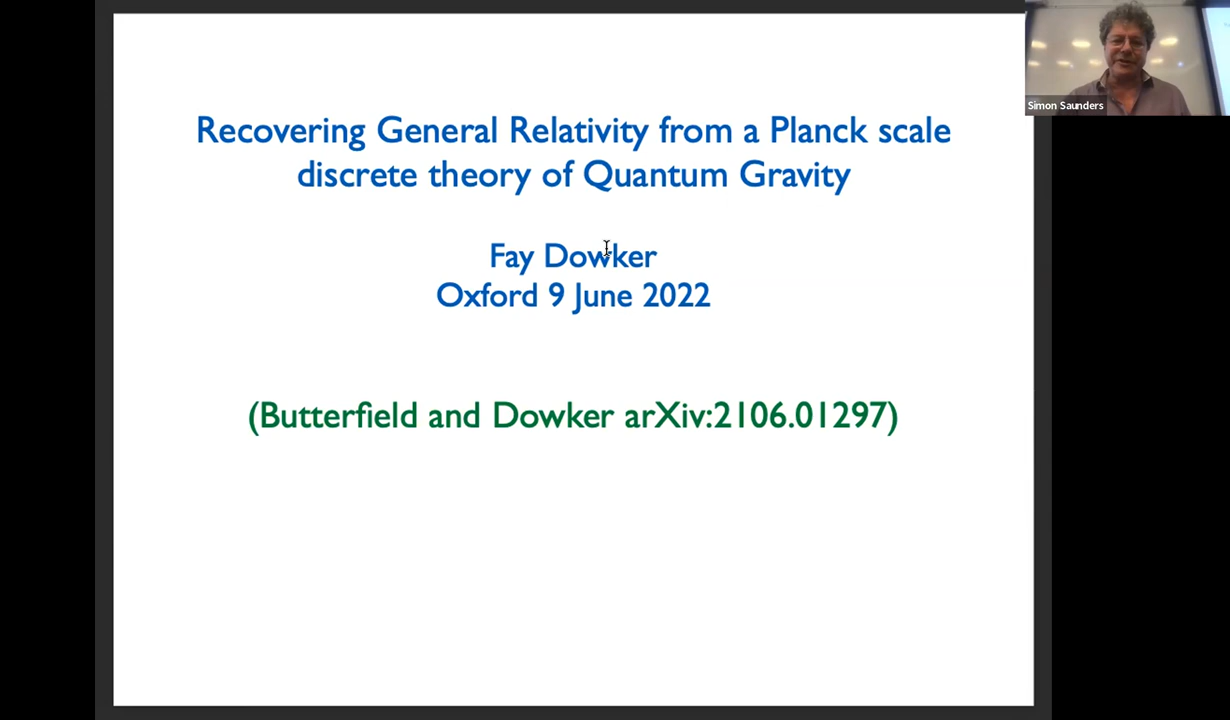 Recovering General Relativity from a Planck scale
discrete theory of Quantum Gravity
Fay Dowker
Oxford 9 June 2022
(Butterfield and Dowker arXiv:2106.01297)
Simon Saunders